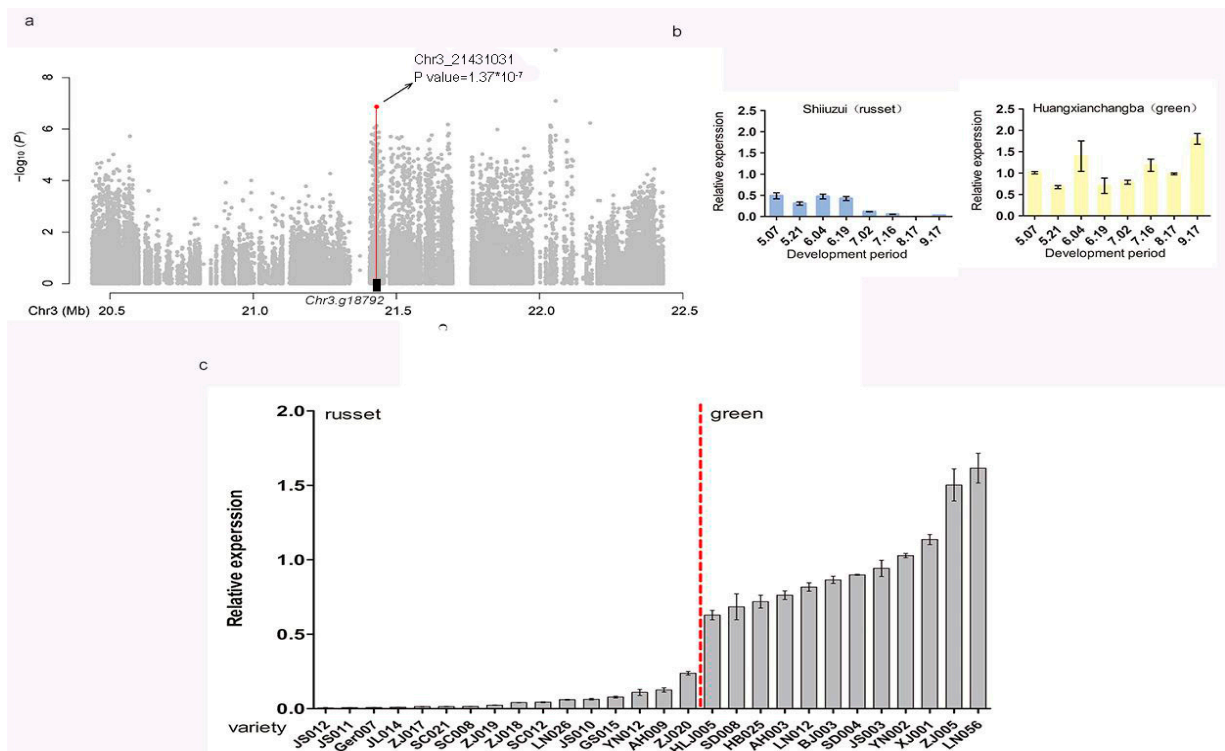 a
Chr3_21431031
P value=1.37*10-7
8
6
4
2
0
−log10 (P)
Chr3.g18792
Chr3 (Mb)
20.5
21
21.5
22.0
22.5
b
Shiiuzui（russet）
Relative experssion
2.5
2.0
1.5
1.0
0.5
0.0
5.07
5.21
6.04
6.19
7.02
7.16
8.17
9.17
Development period
Huangxianchangba（green）
Relative experssion
2.5
2.0
1.5
1.0
0.5
0.0
5.07
5.21
6.04
6.19
7.02
7.16
8.17
9.17
Development period
c
c
russet
green
Relative experssion
2.0
1.5
1.0
0.5
0.0
variety
JS012
JS011
Ger007
JL014
ZJ017
SC021
SC008
ZJ019
ZJ018
SC012
LN026
JS010
GS015
YN012
AH009
ZJ020
HLJ005
SD008
HB025
AH003
LN012
BJ003
SD004
JS003
YN002
XJ001
ZJ005
LN056